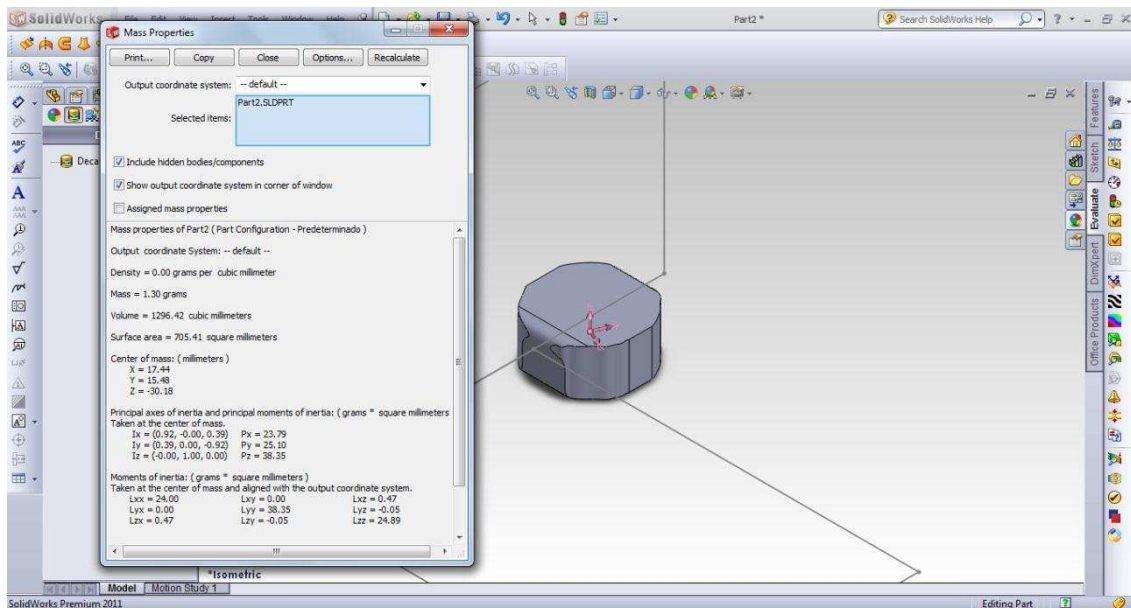 SolidWorks File Edit View Insert Tools Window Help
Part2 *
Search SolidWorks Help
Mass Properties
Print... Copy Close Options... Recalculate
Output coordinate system: -- default --
Selected items: Part2.SLDPRT
Include hidden bodies/components
Show output coordinate system in corner of window
Assigned mass properties
Mass properties of Part2 ( Part Configuration - Predeterminado )
Output coordinate System: -- default --
Density = 0.00 grams per cubic millimeter
Mass = 1.30 grams
Volume = 1296.42 cubic millimeters
Surface area = 705.41 square millimeters
Center of mass: ( millimeters )
X = 17.44
Y = 15.48
Z = -30.18
Principal axes of inertia and principal moments of inertia: ( grams * square millimeters
Taken at the center of mass.
Ix = (0.92, -0.00, 0.39) Px = 23.79
Iy = (0.39, 0.00, -0.92) Py = 25.10
Iz = (-0.00, 1.00, 0.00) Pz = 38.35
Moments of inertia: ( grams * square millimeters )
Taken at the center of mass and aligned with the output coordinate system.
Lxx = 24.00 Lxy = 0.00 Lxz = 0.47
Lyx = 0.00 Lyy = 38.35 Lyz = -0.05
Lzx = 0.47 Lzy = -0.05 Lzz = 24.89
Deca
Features
Sketch
Evaluate
DimXpert
Office Products
*Isometric
Model Motion Study 1
SolidWorks Premium 2011
Editing Part